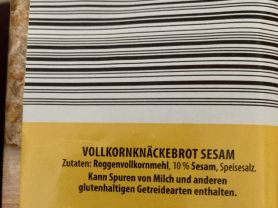 VOLLKORNKNÄCKEBROT SESAM
Zutaten: Roggenvollkornmehl, 10 % Sesam, Speisesalz.
Kann Spuren von Milch und anderen
glutenhaltigen Getreidearten enthalten.